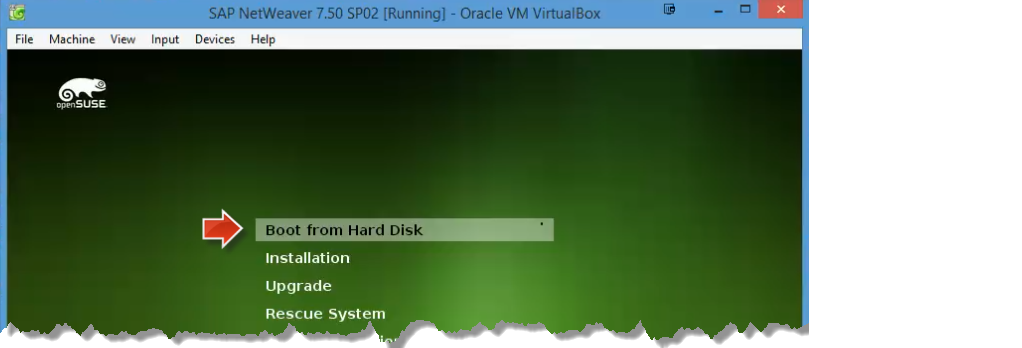 SAP NetWeaver 7.50 SP02 [Running] - Oracle VM VirtualBox
File Machine View Input Devices Help
openSUSE
Boot from Hard Disk
Installation
Upgrade
Rescue System